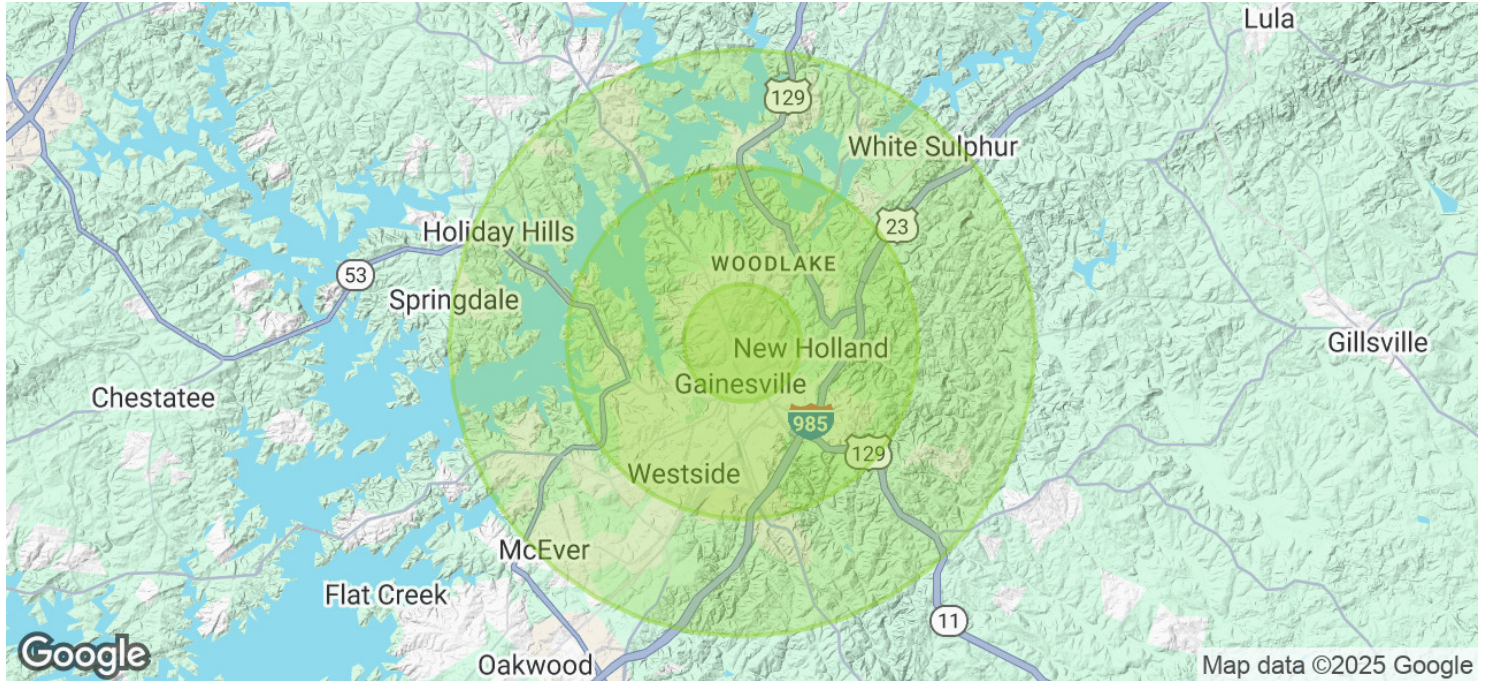 Lula
129
White Sulphur
23
Holiday Hills
WOODLAKE
53
Springdale
New Holland
Gillsville
Gainesville
Chestatee
985
129
Westside
McEver
Flat Creek
11
Google
Oakwood
Map data ©2025 Google